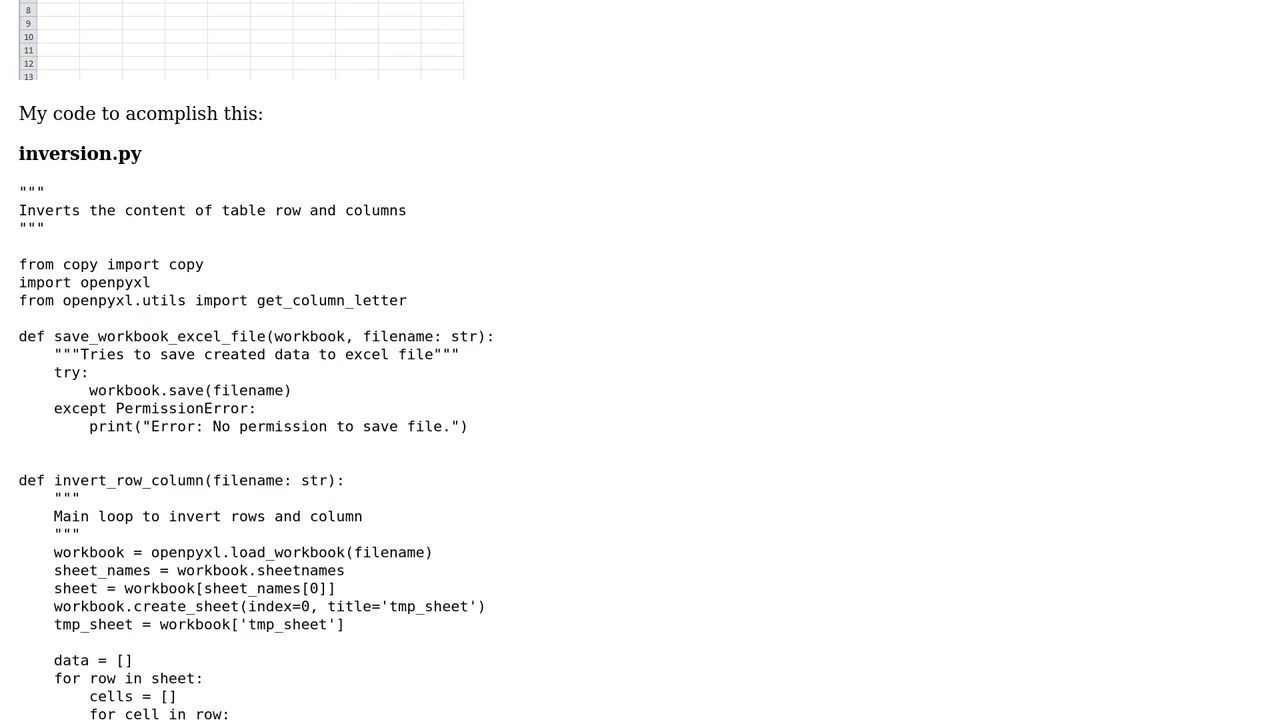 8
9
10
11
12
13
My code to acomplish this:
inversion.py
"""
Inverts the content of table row and columns
"""
from copy import copy
import openpyxl
from openpyxl.utils import get_column_letter
def save_workbook_excel_file(workbook, filename: str):
    """Tries to save created data to excel file"""
    try:
        workbook.save(filename)
    except PermissionError:
        print("Error: No permission to save file.")
def invert_row_column(filename: str):
    """
    Main loop to invert rows and column
    """
    workbook = openpyxl.load_workbook(filename)
    sheet_names = workbook.sheetnames
    sheet = workbook[sheet_names[0]]
    workbook.create_sheet(index=0, title='tmp_sheet')
    tmp_sheet = workbook['tmp_sheet']
    data = []
    for row in sheet:
        cells = []
        for cell in row: